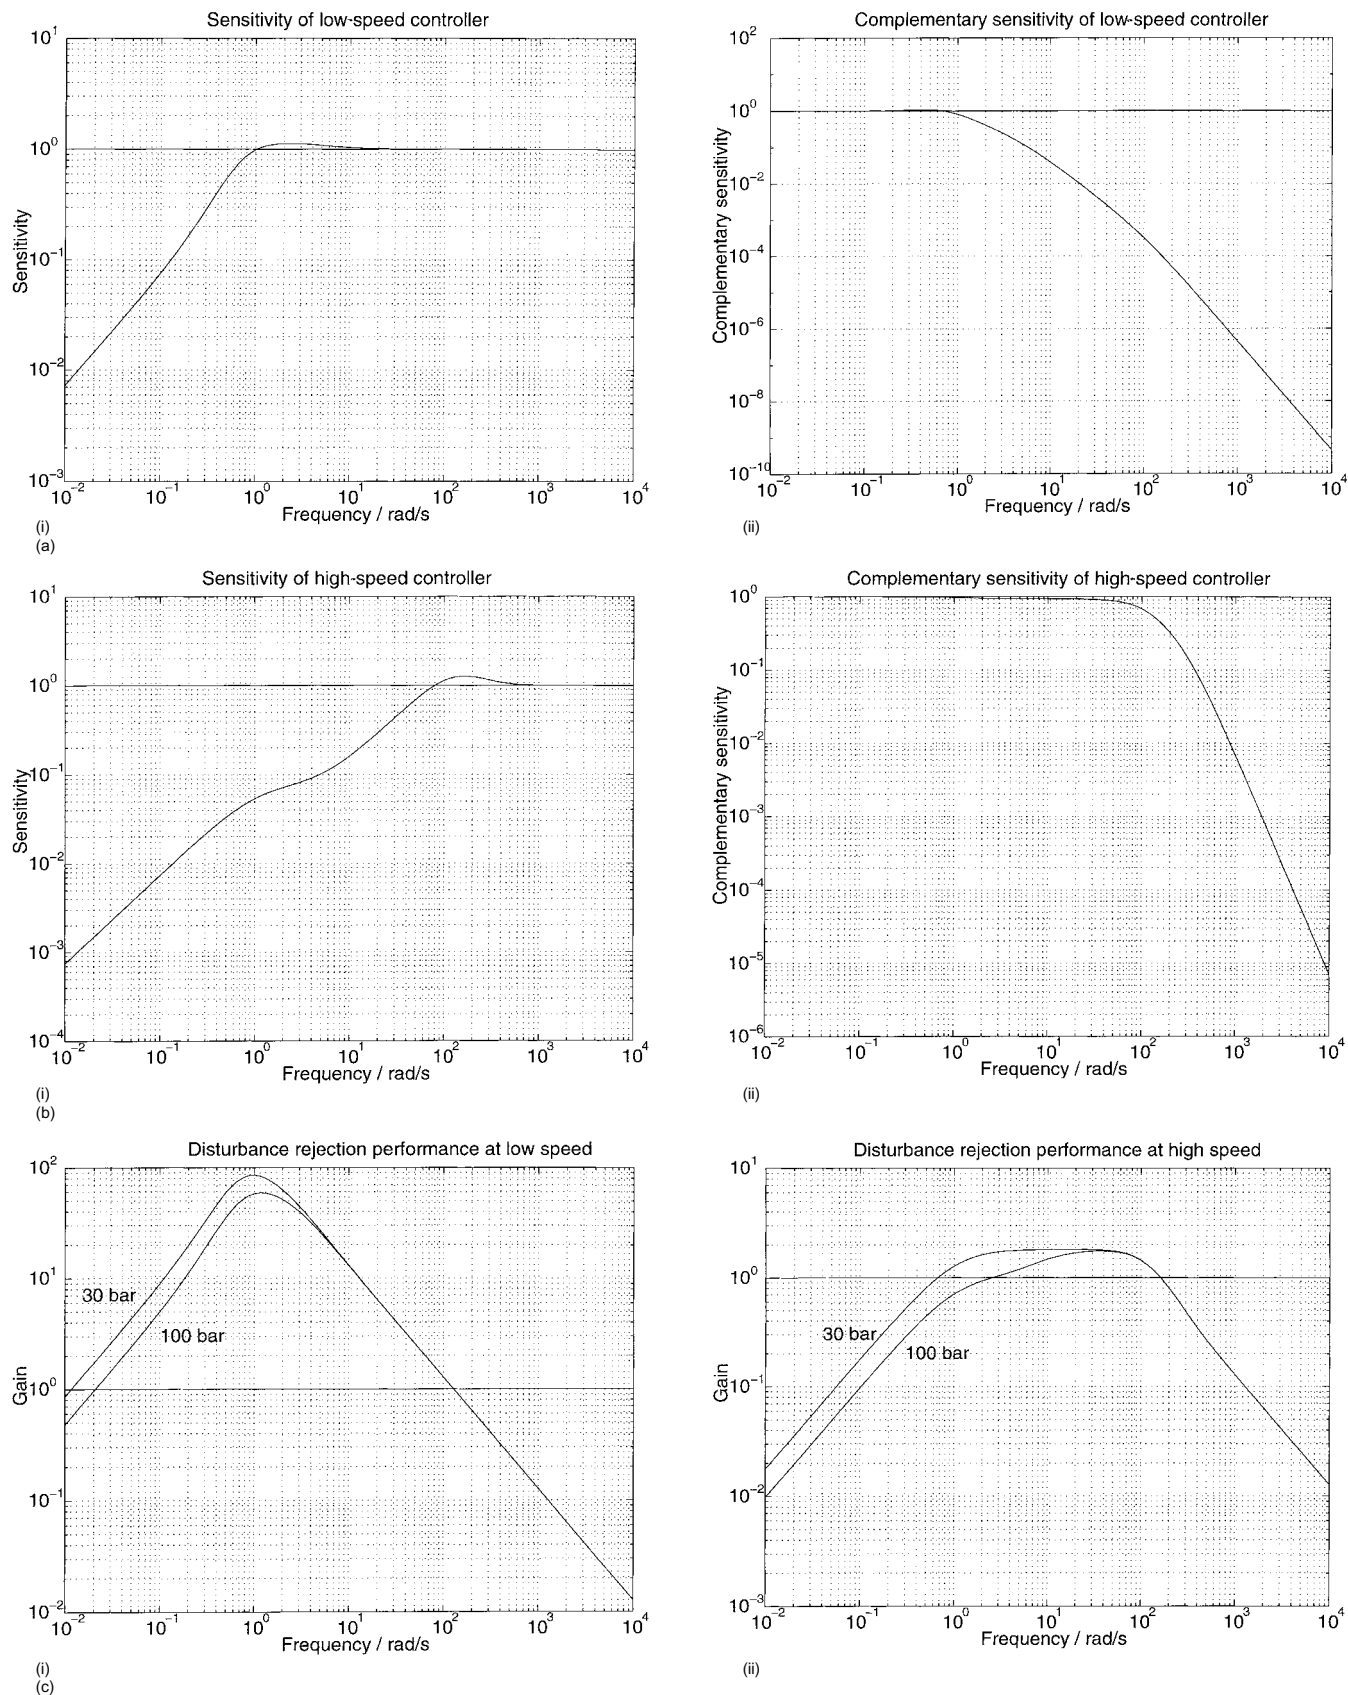 Sensitivity of low-speed controller
10^1
10^0
10^-1
10^-2
10^-3
Sensitivity
10^-2 10^-1 10^0 10^1 10^2 10^3 10^4
Frequency / rad/s
(i)
(a)
Complementary sensitivity of low-speed controller
10^2
10^0
10^-2
10^-4
10^-6
10^-8
10^-10
Complementary sensitivity
10^-2 10^-1 10^0 10^1 10^2 10^3 10^4
Frequency / rad/s
(ii)
Sensitivity of high-speed controller
10^1
10^0
10^-1
10^-2
10^-3
10^-4
Sensitivity
10^-2 10^-1 10^0 10^1 10^2 10^3 10^4
Frequency / rad/s
(i)
(b)
Complementary sensitivity of high-speed controller
10^0
10^-1
10^-2
10^-3
10^-4
10^-5
10^-6
Complementary sensitivity
10^-2 10^-1 10^0 10^1 10^2 10^3 10^4
Frequency / rad/s
(ii)
Disturbance rejection performance at low speed
10^2
10^1
10^0
10^-1
10^-2
Gain
30 bar
100 bar
10^-2 10^-1 10^0 10^1 10^2 10^3 10^4
Frequency / rad/s
(i)
(c)
Disturbance rejection performance at high speed
10^1
10^0
10^-1
10^-2
10^-3
Gain
30 bar
100 bar
10^-2 10^-1 10^0 10^1 10^2 10^3 10^4
Frequency / rad/s
(ii)